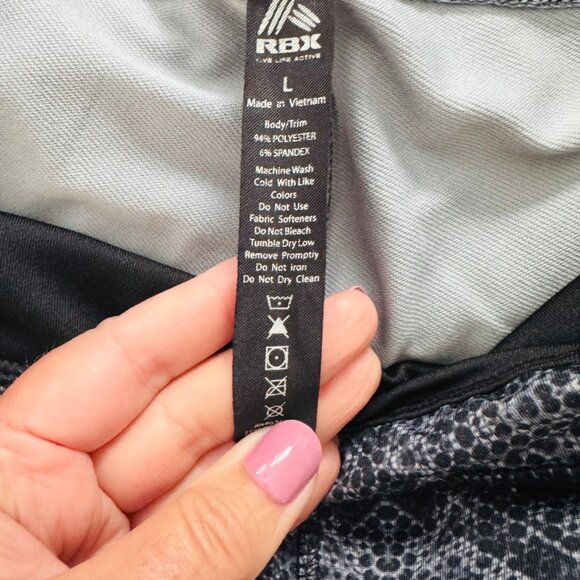 RBX
LIVE LIFE ACTIVE
L
Made in Vietnam
Body/Trim
94% POLYESTER
6% SPANDEX
Machine Wash
Cold With Like
Colors
Do Not Use
Fabric Softeners
Do Not Bleach
Tumble Dry Low
Remove Promptly
Do Not Iron
Do Not Dry Clean